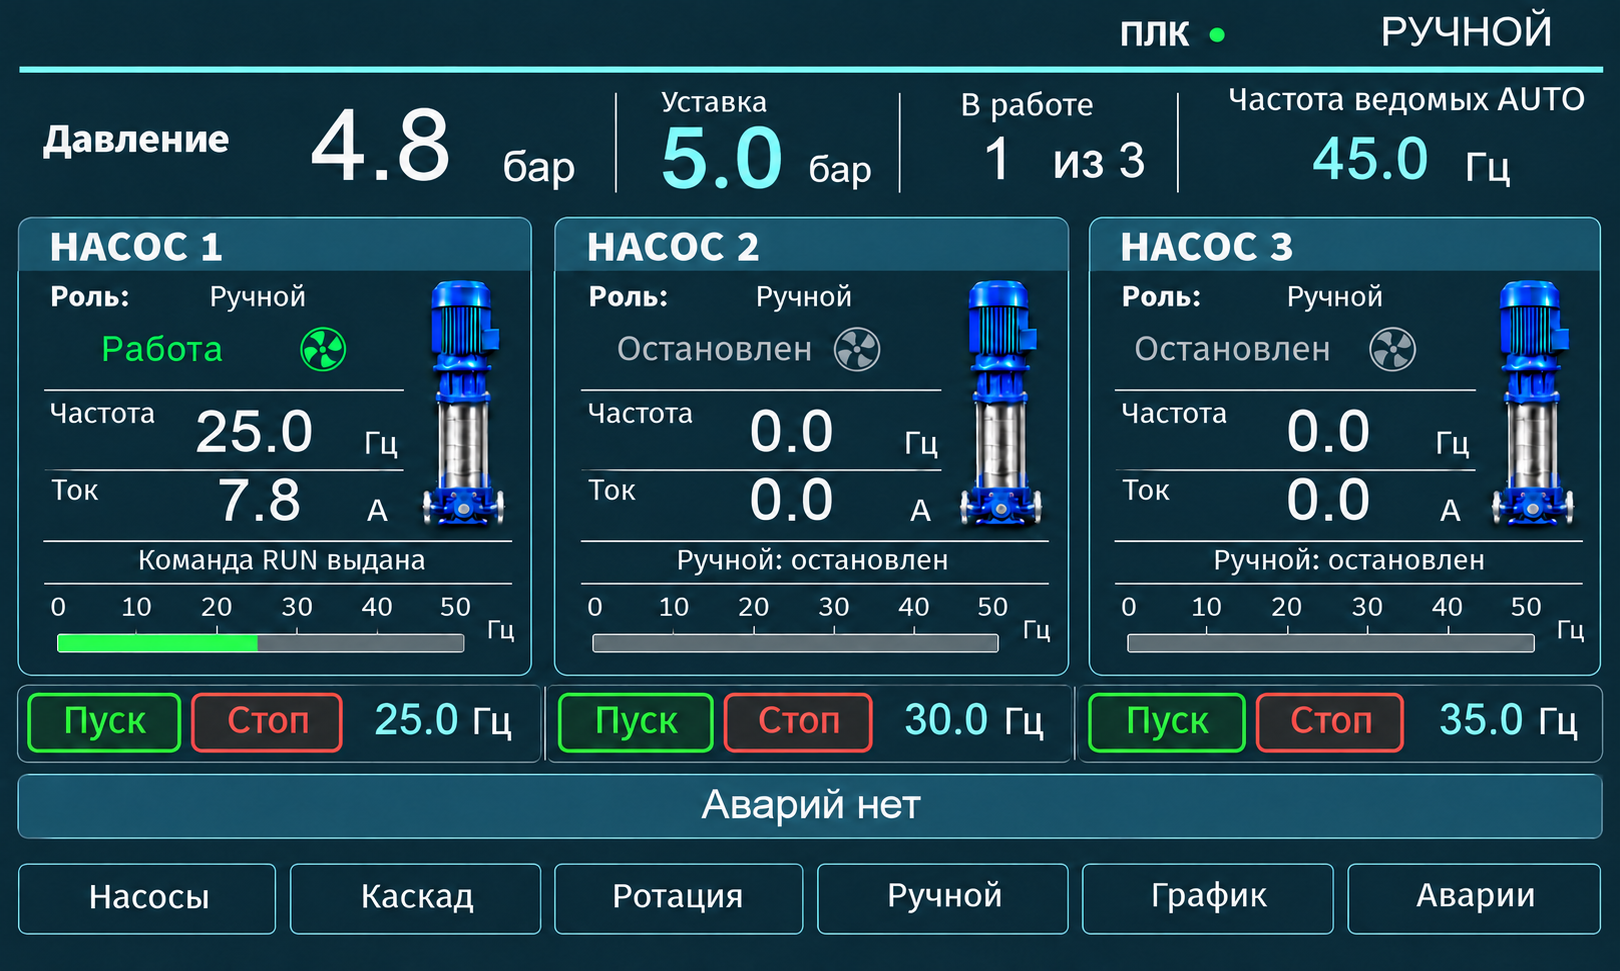 ПЛК РУЧНОЙ
Давление 4.8 бар
Уставка
5.0 бар
В работе
1 из 3
Частота ведомых AUTO
45.0 Гц
НАСОС 1
Роль: Ручной
Работа
Частота 25.0 Гц
Ток 7.8 А
Команда RUN выдана
0 10 20 30 40 50 Гц
НАСОС 2
Роль: Ручной
Остановлен
Частота 0.0 Гц
Ток 0.0 А
Ручной: остановлен
0 10 20 30 40 50 Гц
НАСОС 3
Роль: Ручной
Остановлен
Частота 0.0 Гц
Ток 0.0 А
Ручной: остановлен
0 10 20 30 40 50 Гц
Пуск Стоп 25.0 Гц
Пуск Стоп 30.0 Гц
Пуск Стоп 35.0 Гц
Аварий нет
Насосы Каскад Ротация Ручной График Аварии